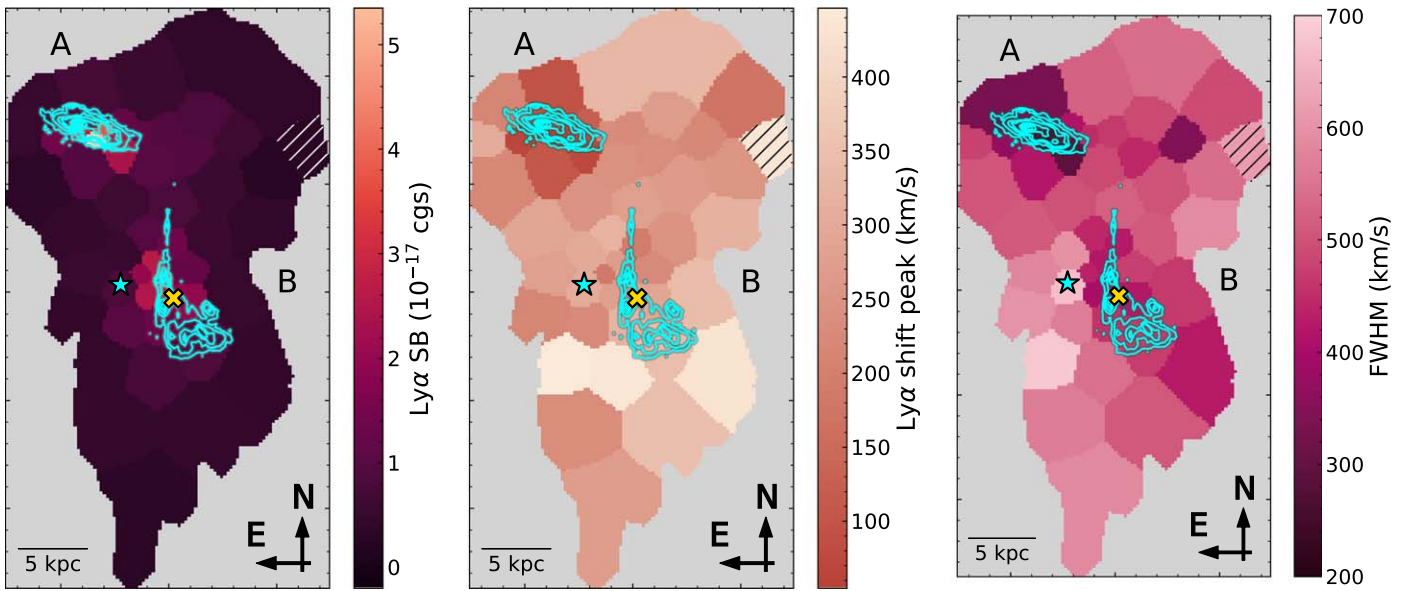 A
B
N
E
5 kpc
5
4
3
2
1
0
Lyα SB (10⁻¹⁷ cgs)
A
B
N
E
5 kpc
400
350
300
250
200
150
100
Lyα shift peak (km/s)
A
B
N
E
5 kpc
700
600
500
400
300
200
FWHM (km/s)